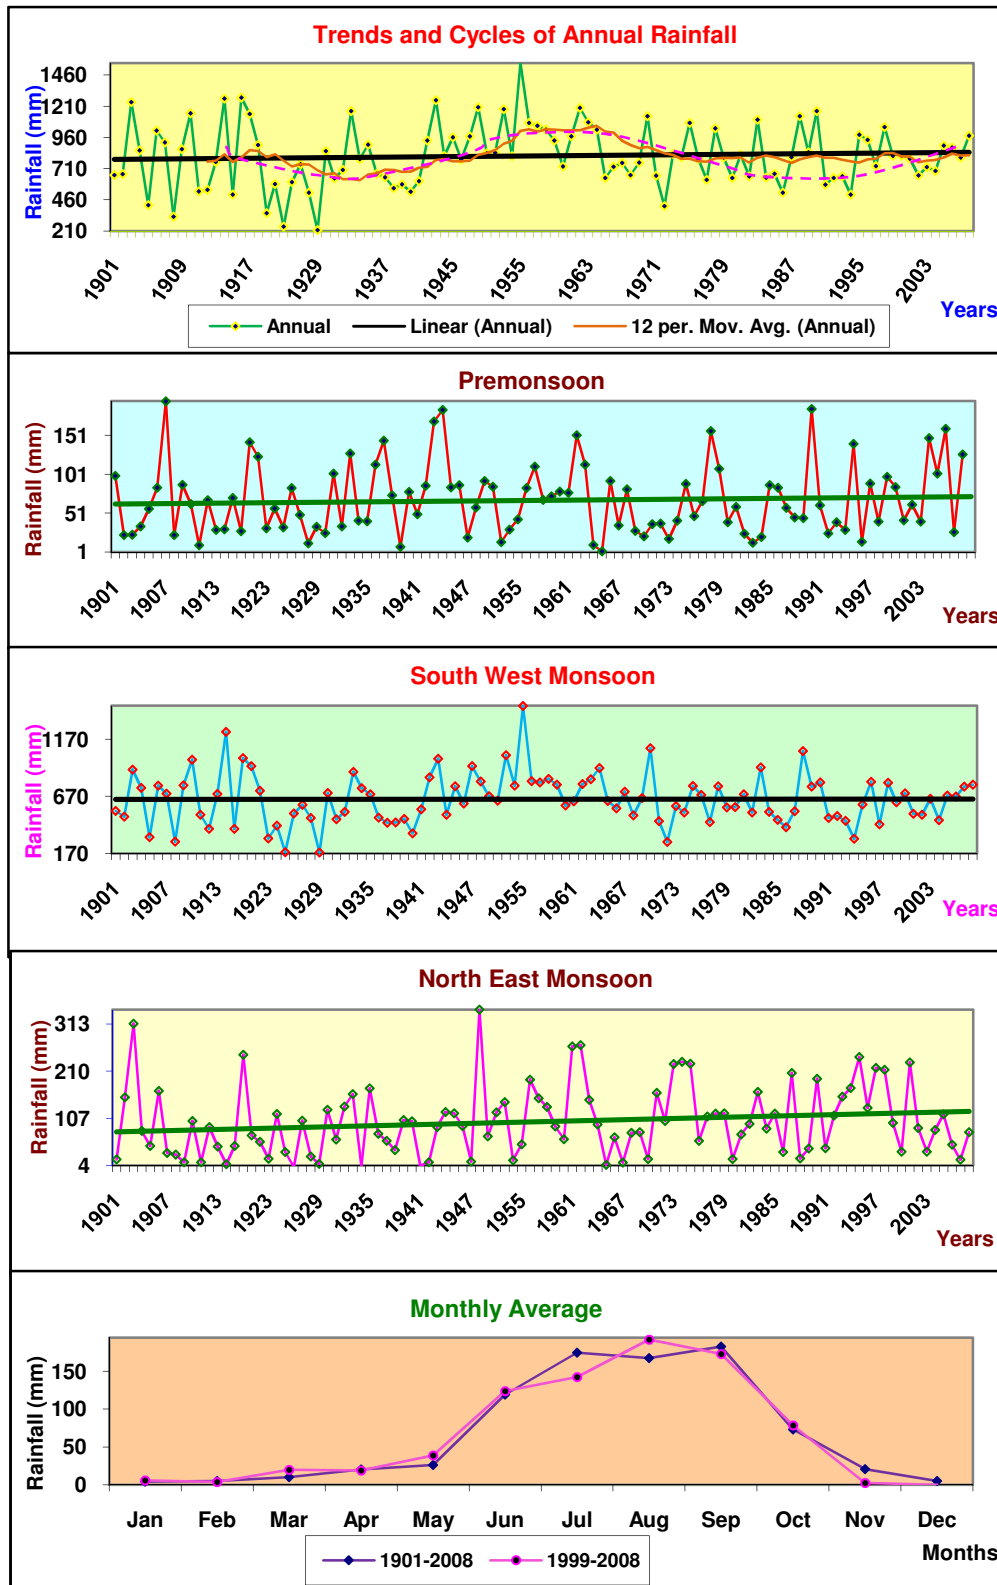 Trends and Cycles of Annual Rainfall
Rainfall (mm)
1460
1210
960
710
460
210
1901 1909 1917 1929 1937 1945 1955 1963 1971 1979 1987 1995 2003
Years
Annual Linear (Annual) 12 per. Mov. Avg. (Annual)
Premonsoon
Rainfall (mm)
151
101
51
1
1901 1907 1913 1923 1929 1935 1941 1947 1955 1961 1967 1973 1979 1985 1991 1997 2003
Years
South West Monsoon
Rainfall (mm)
1170
670
170
1901 1907 1913 1923 1929 1935 1941 1947 1955 1961 1967 1973 1979 1985 1991 1997 2003
Years
North East Monsoon
Rainfall (mm)
313
210
107
4
1901 1907 1913 1923 1929 1935 1941 1947 1955 1961 1967 1973 1979 1985 1991 1997 2003
Years
Monthly Average
Rainfall (mm)
150
100
50
0
Jan Feb Mar Apr May Jun Jul Aug Sep Oct Nov Dec
Months
1901-2008 1999-2008